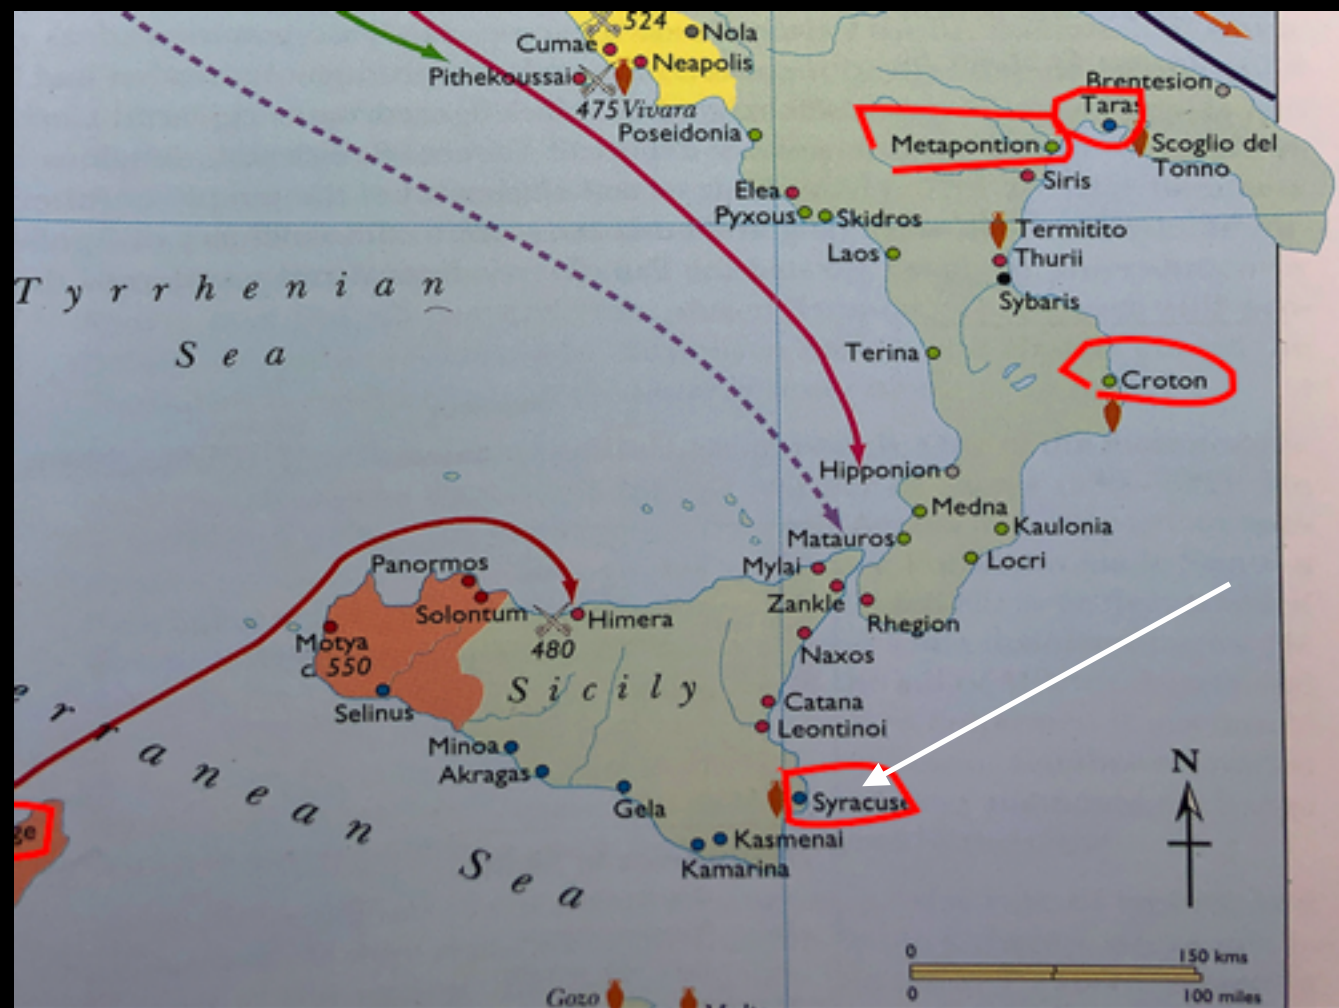 524
Nola
Cumae
Neapolis
Pithekoussai
475 Vivara
Poseidonia
Brentesion
Taras
Metapontion
Scoglio del
Tonno
Siris
Elea
Pyxous
Skidros
Termitito
Laos
Thurii
Sybaris
Tyrrhenian
Sea
Terina
Croton
Hipponion
Medna
Kaulonia
Matauros
Locri
Mylai
Panormos
Zankle
Solontum
Himera
Rhegion
Motya
550
480
Naxos
Sicily
Selinus
Catana
Leontinoi
Minoa
Akragas
Gela
Syracuse
Kasmenai
Kamarina
erranean
Sea
ge
N
0 150 kms
0 100 miles
Gozo